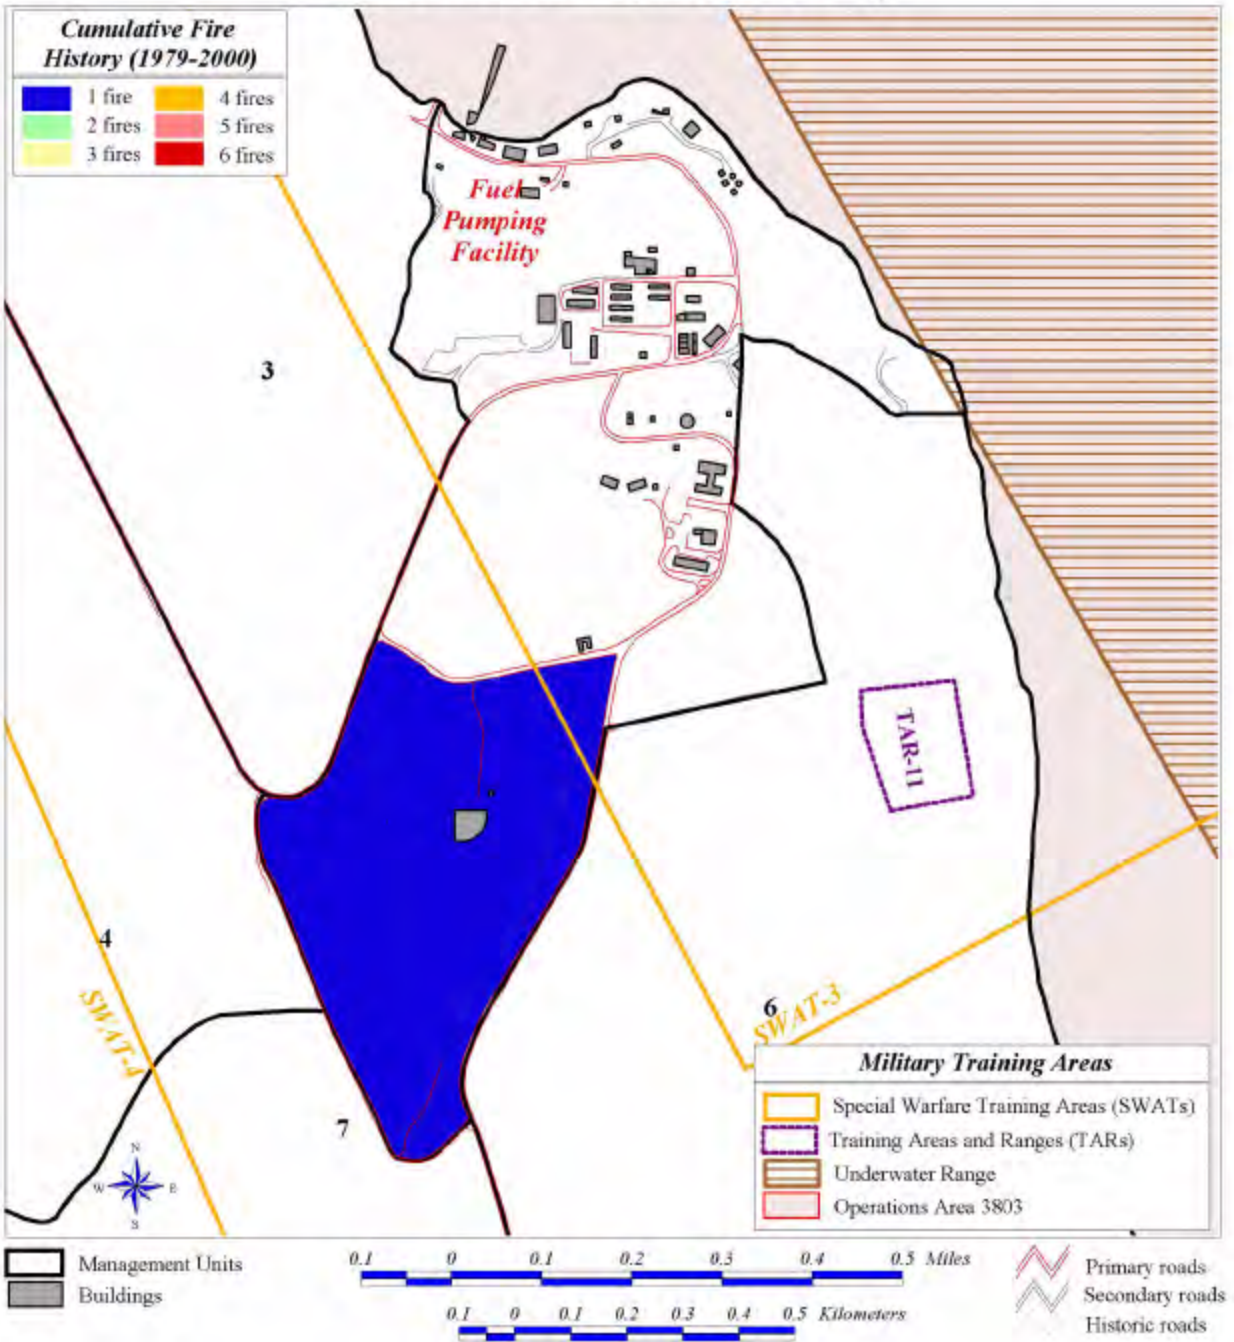 Cumulative Fire
History (1979-2000)
1 fire
4 fires
2 fires
5 fires
3 fires
6 fires
Fuel
Pumping
Facility
3
TAR-11
4
SWAT-4
6
SWAT-3
7
N
W
E
S
Military Training Areas
Special Warfare Training Areas (SWATs)
Training Areas and Ranges (TARs)
Underwater Range
Operations Area 3803
Management Units
Buildings
0.1 0 0.1 0.2 0.3 0.4 0.5 Miles
0.1 0 0.1 0.2 0.3 0.4 0.5 Kilometers
Primary roads
Secondary roads
Historic roads